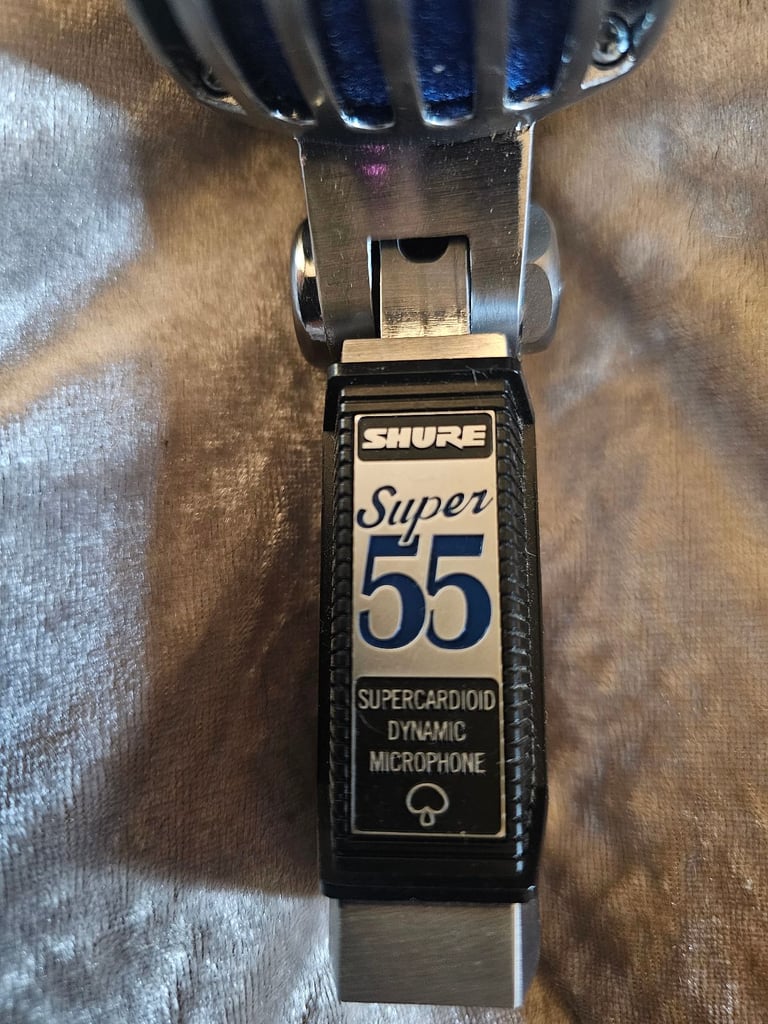 SHURE
Super
55
SUPERCARDIOID
DYNAMIC
MICROPHONE